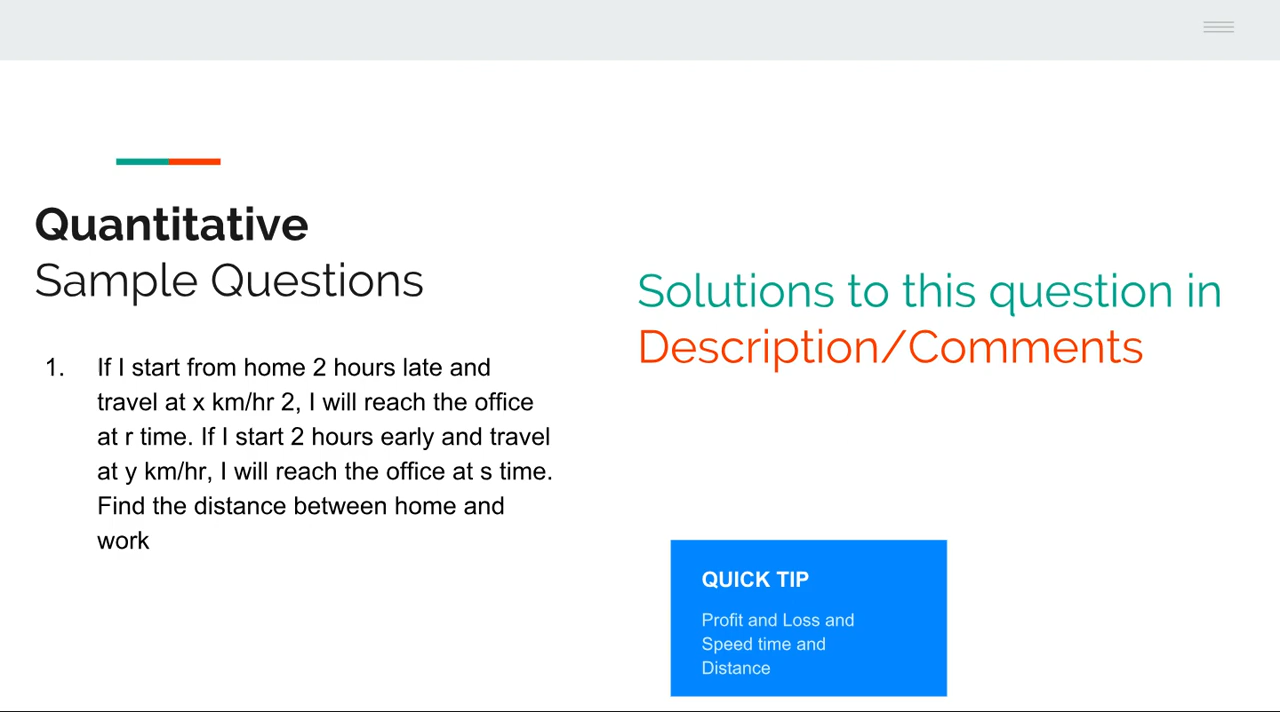 Quantitative
Sample Questions
1. If I start from home 2 hours late and
travel at x km/hr 2, I will reach the office
at r time. If I start 2 hours early and travel
at y km/hr, I will reach the office at s time.
Find the distance between home and
work
Solutions to this question in
Description/Comments
QUICK TIP
Profit and Loss and
Speed time and
Distance